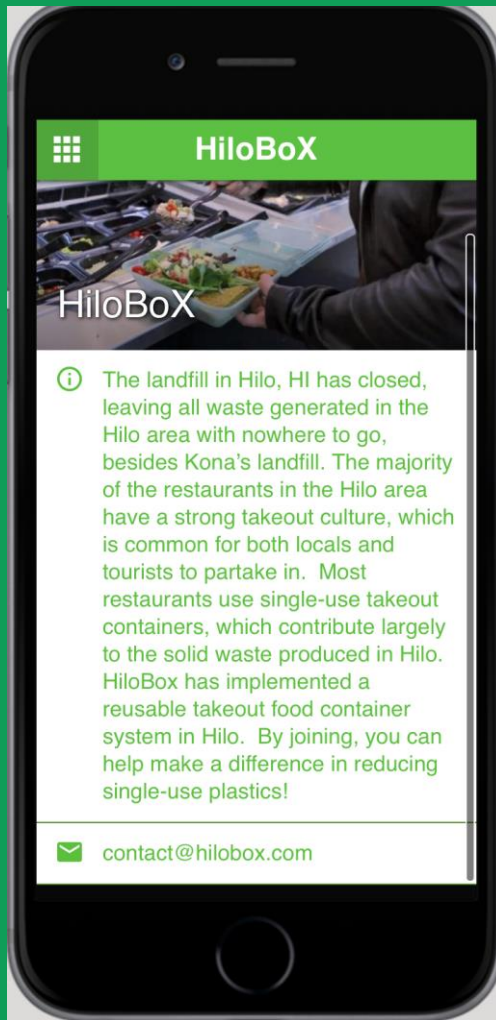 HiloBoX
HiloBoX
The landfill in Hilo, HI has closed,
leaving all waste generated in the
Hilo area with nowhere to go,
besides Kona's landfill. The majority
of the restaurants in the Hilo area
have a strong takeout culture, which
is common for both locals and
tourists to partake in.  Most
restaurants use single-use takeout
containers, which contribute largely
to the solid waste produced in Hilo.
HiloBox has implemented a
reusable takeout food container
system in Hilo.  By joining, you can
help make a difference in reducing
single-use plastics!
contact@hilobox.com